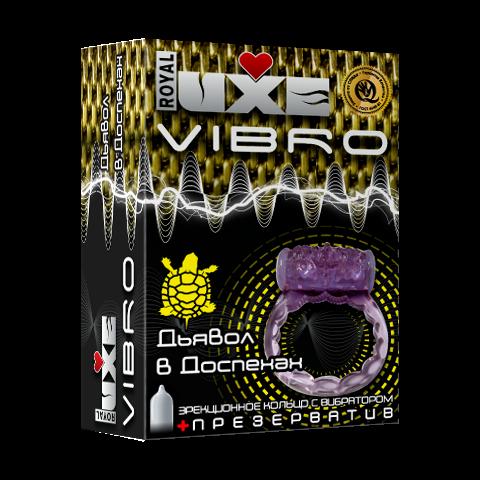 ROYAL
LUXE
VIBRO
Дьявол
в Доспехах
ЭРЕКЦИОННОЕ КОЛЬЦО С ВИБРАТОРОМ
+ПРЕЗЕРВАТИВ
Дьявол
в Доспехах
ROYAL
LUXE
VIBRO